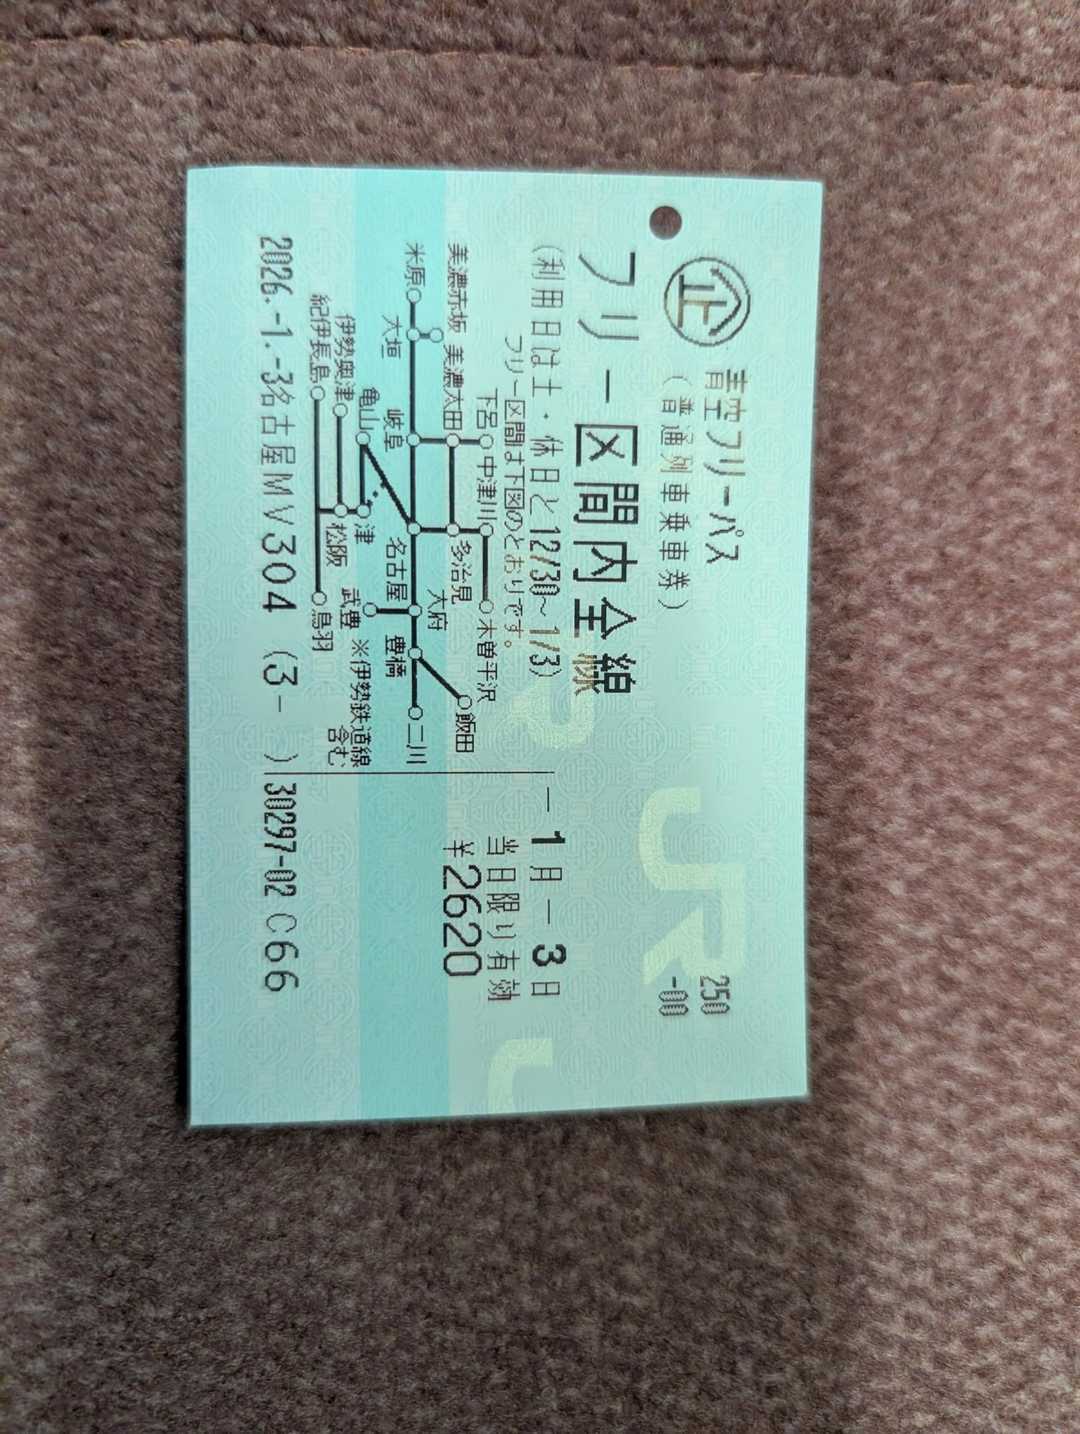 企 青空フリーパス
250
-00
（普通列車乗車券）
フリー区間内全線
（利用日は土・休日と12/30～1/3）
-1月-3日
フリー区間は下図のとおりです。
当日限り有効
¥2620
下呂 中津川 木曽平沢
美濃赤坂 美濃太田 多治見 飯田
大府
米原 大垣 岐阜 名古屋 豊橋 二川
亀山 津 武豊 ※伊勢鉄道線含む
伊勢奥津 松阪
紀伊長島 鳥羽
2026.-1.-3名古屋MV304 (3- ) 30297-02 C66
JR